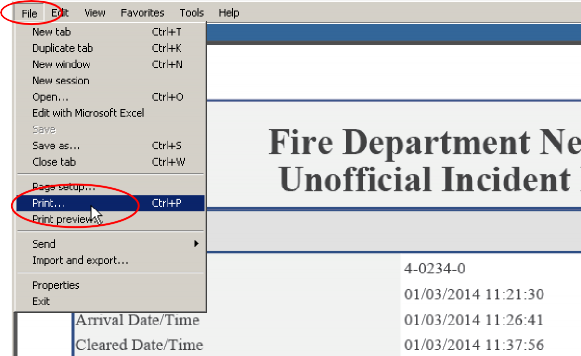 File Edit View Favorites Tools Help
New tab Ctrl+T
Duplicate tab Ctrl+K
New window Ctrl+N
New session
Open... Ctrl+O
Edit with Microsoft Excel
Save
Save as... Ctrl+S
Close tab Ctrl+W
Page setup...
Print... Ctrl+P
Print preview...
Send
Import and export...
Properties
Exit
Fire Department Ne
Unofficial Incident
4-0234-0
01/03/2014 11:21:30
Arrival Date/Time 01/03/2014 11:26:41
Cleared Date/Time 01/03/2014 11:37:56